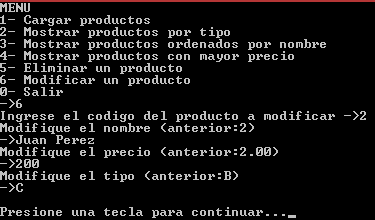 MENU
1- Cargar productos
2- Mostrar productos por tipo
3- Mostrar productos ordenados por nombre
4- Mostrar productos con mayor precio
5- Eliminar un producto
6- Modificar un producto
0- Salir
->6
Ingrese el codigo del producto a modificar ->2
Modifique el nombre (anterior:2)
->Juan Perez
Modifique el precio (anterior:2.00)
->200
Modifique el tipo (anterior:B)
->C
Presione una tecla para continuar..._